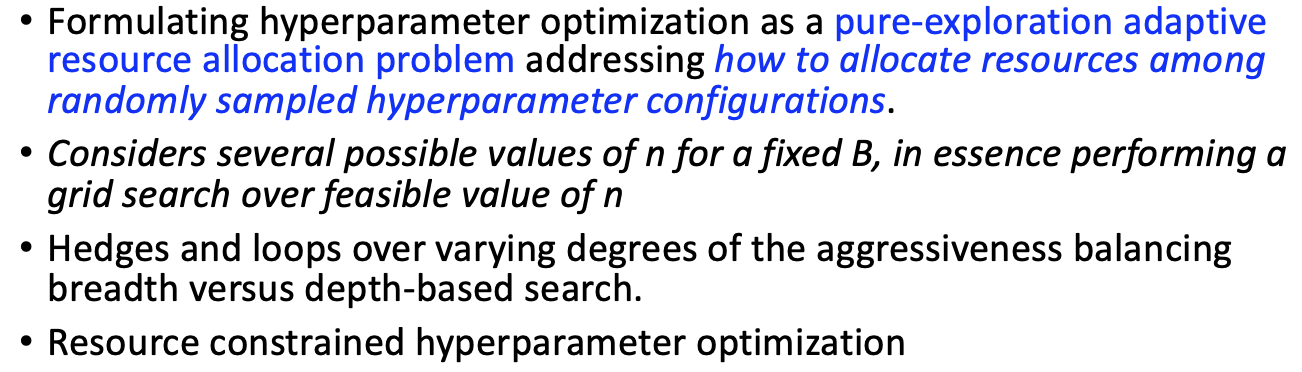 • Formulating hyperparameter optimization as a pure-exploration adaptive
resource allocation problem addressing how to allocate resources among
randomly sampled hyperparameter configurations.
• Considers several possible values of n for a fixed B, in essence performing a
grid search over feasible value of n
• Hedges and loops over varying degrees of the aggressiveness balancing
breadth versus depth-based search.
• Resource constrained hyperparameter optimization